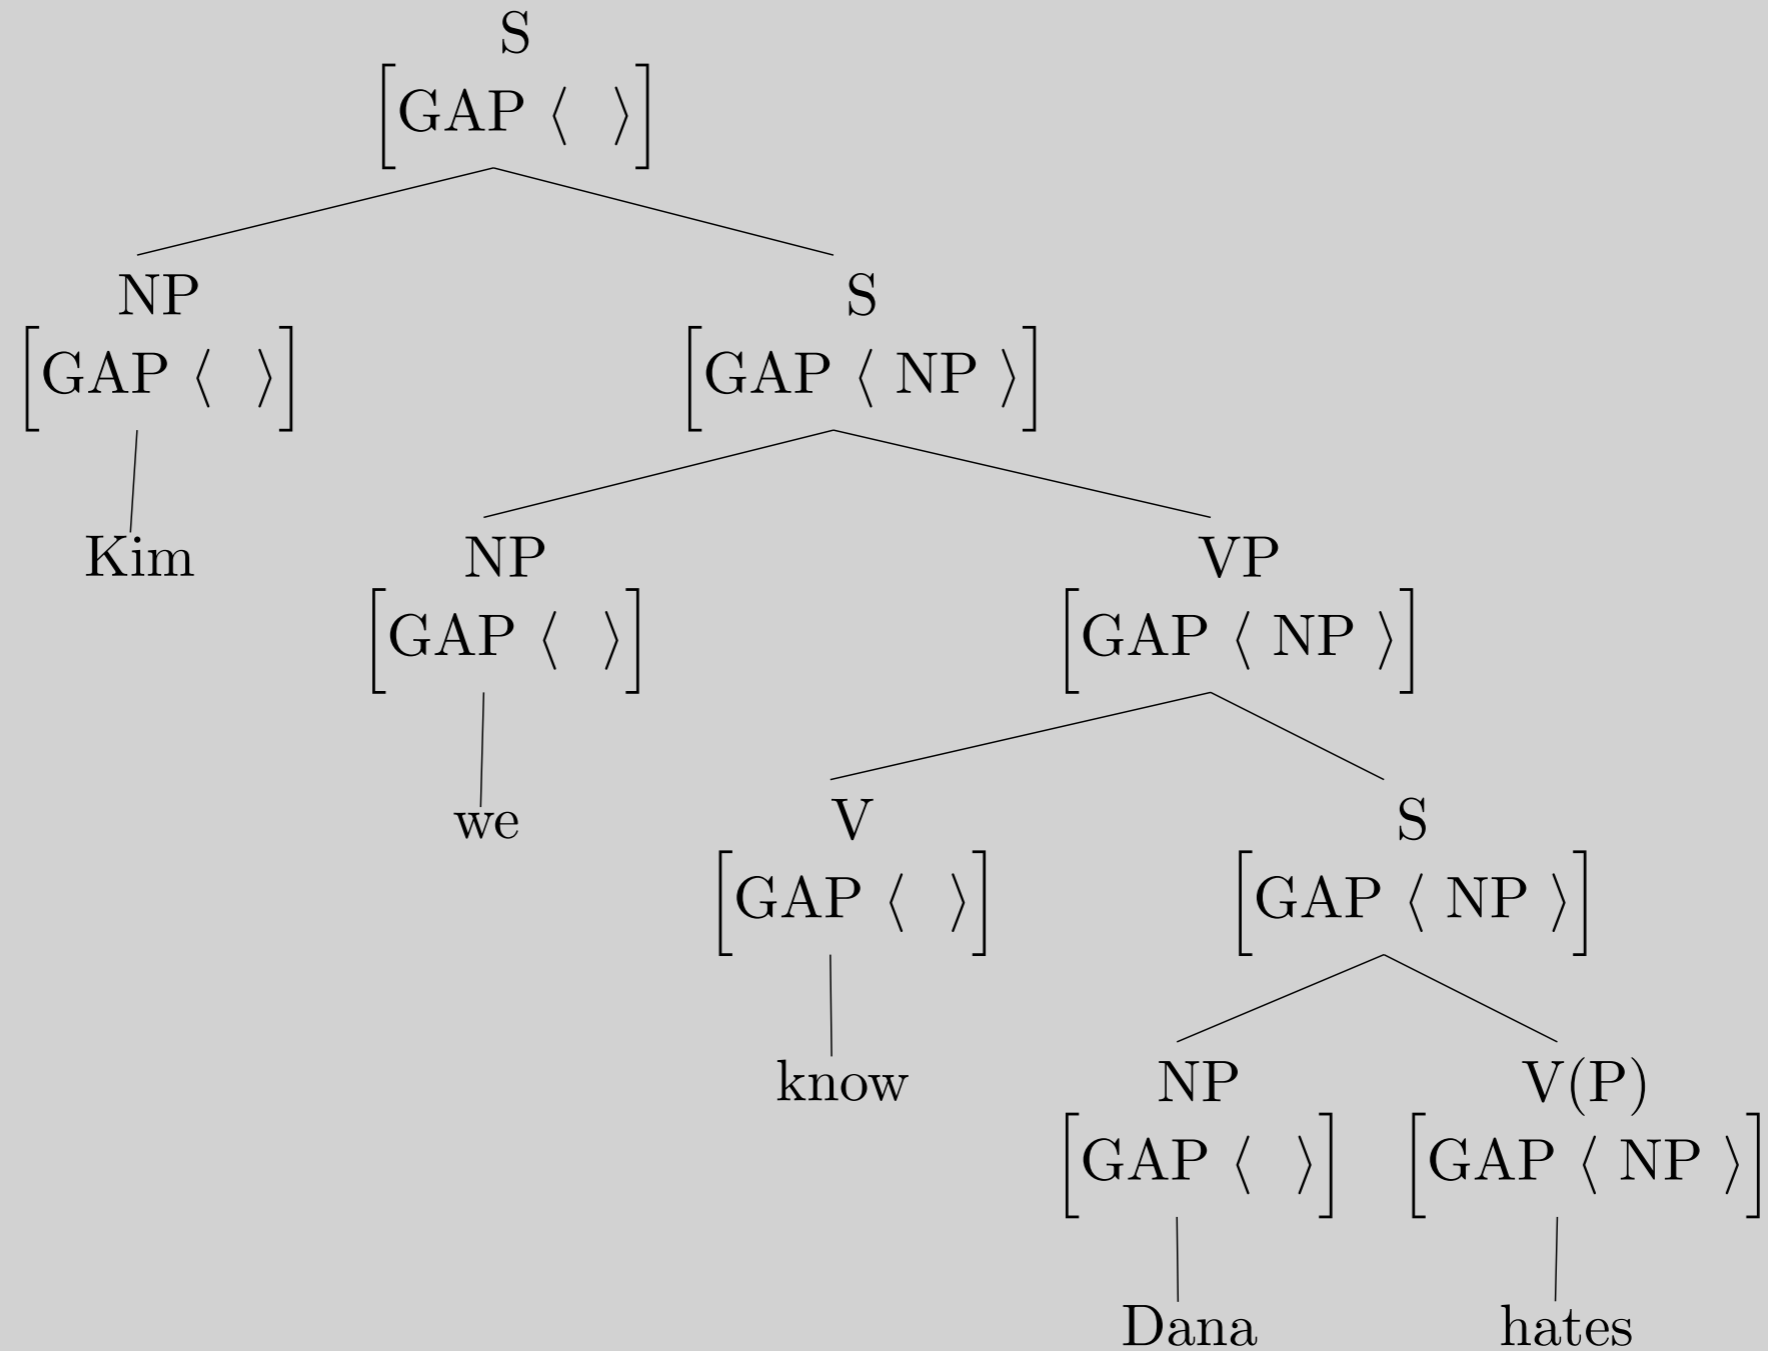 S
[GAP ⟨ ⟩]
NP S
[GAP ⟨ ⟩] [GAP ⟨ NP ⟩]
Kim NP VP
[GAP ⟨ ⟩] [GAP ⟨ NP ⟩]
we V S
[GAP ⟨ ⟩] [GAP ⟨ NP ⟩]
know NP V(P)
[GAP ⟨ ⟩] [GAP ⟨ NP ⟩]
Dana hates